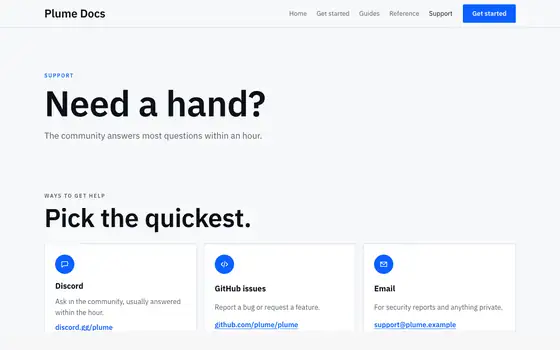 Plume Docs
Home
Get started
Guides
Reference
Support
Get started
SUPPORT
Need a hand?
The community answers most questions within an hour.
WAYS TO GET HELP
Pick the quickest.
Discord
Ask in the community, usually answered
within the hour.
discord.gg/plume
GitHub issues
Report a bug or request a feature.
github.com/plume/plume
Email
For security reports and anything private.
support@plume.example